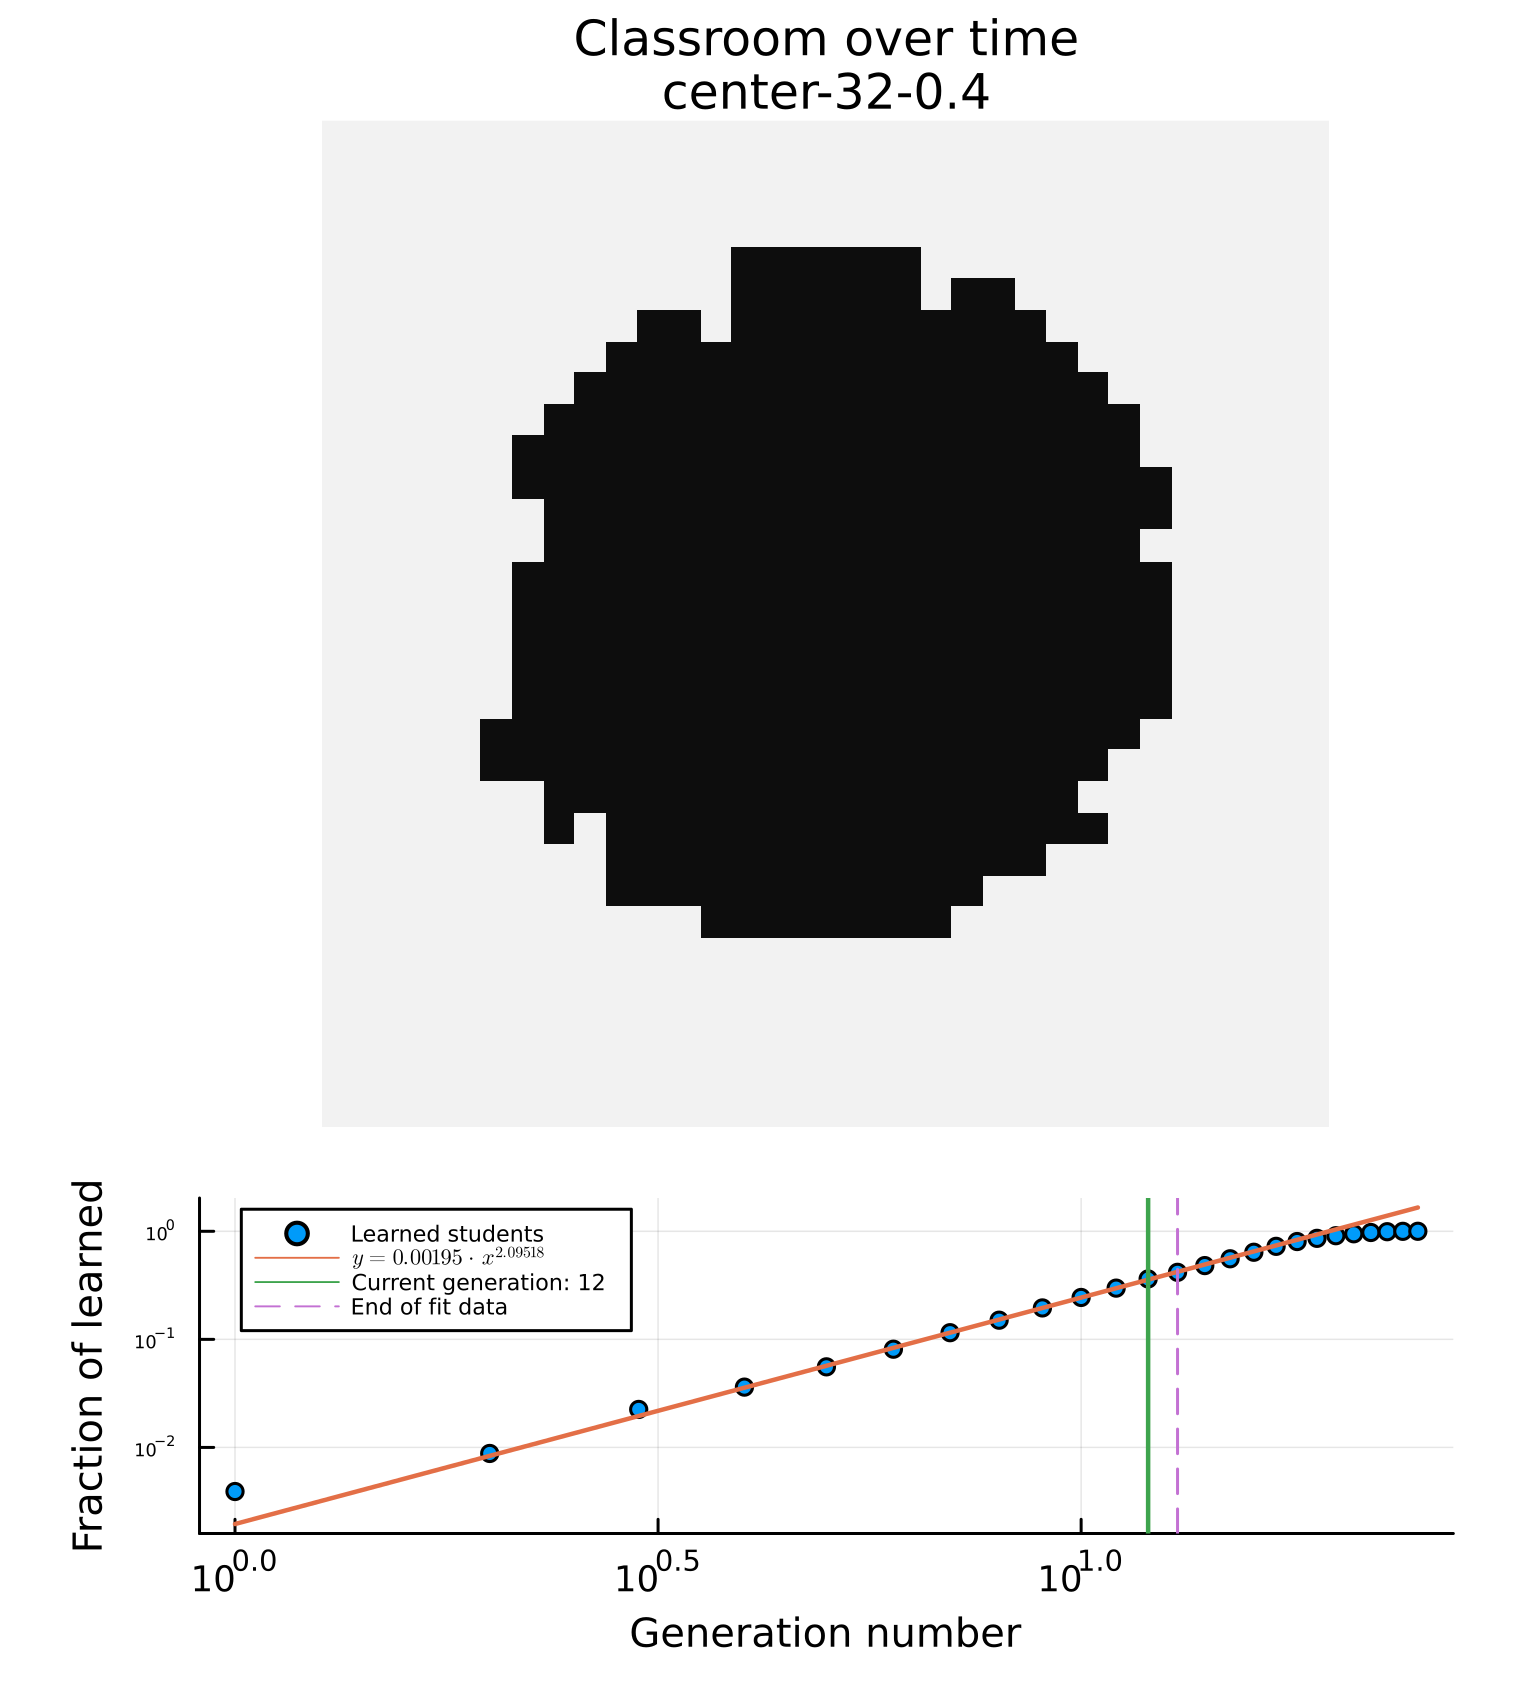 Classroom over time
center-32-0.4
Fraction of learned
10⁰
10⁻¹
10⁻²
Learned students
y = 0.00195 · x^2.09518
Current generation: 12
End of fit data
10^0.0
10^0.5
10^1.0
Generation number